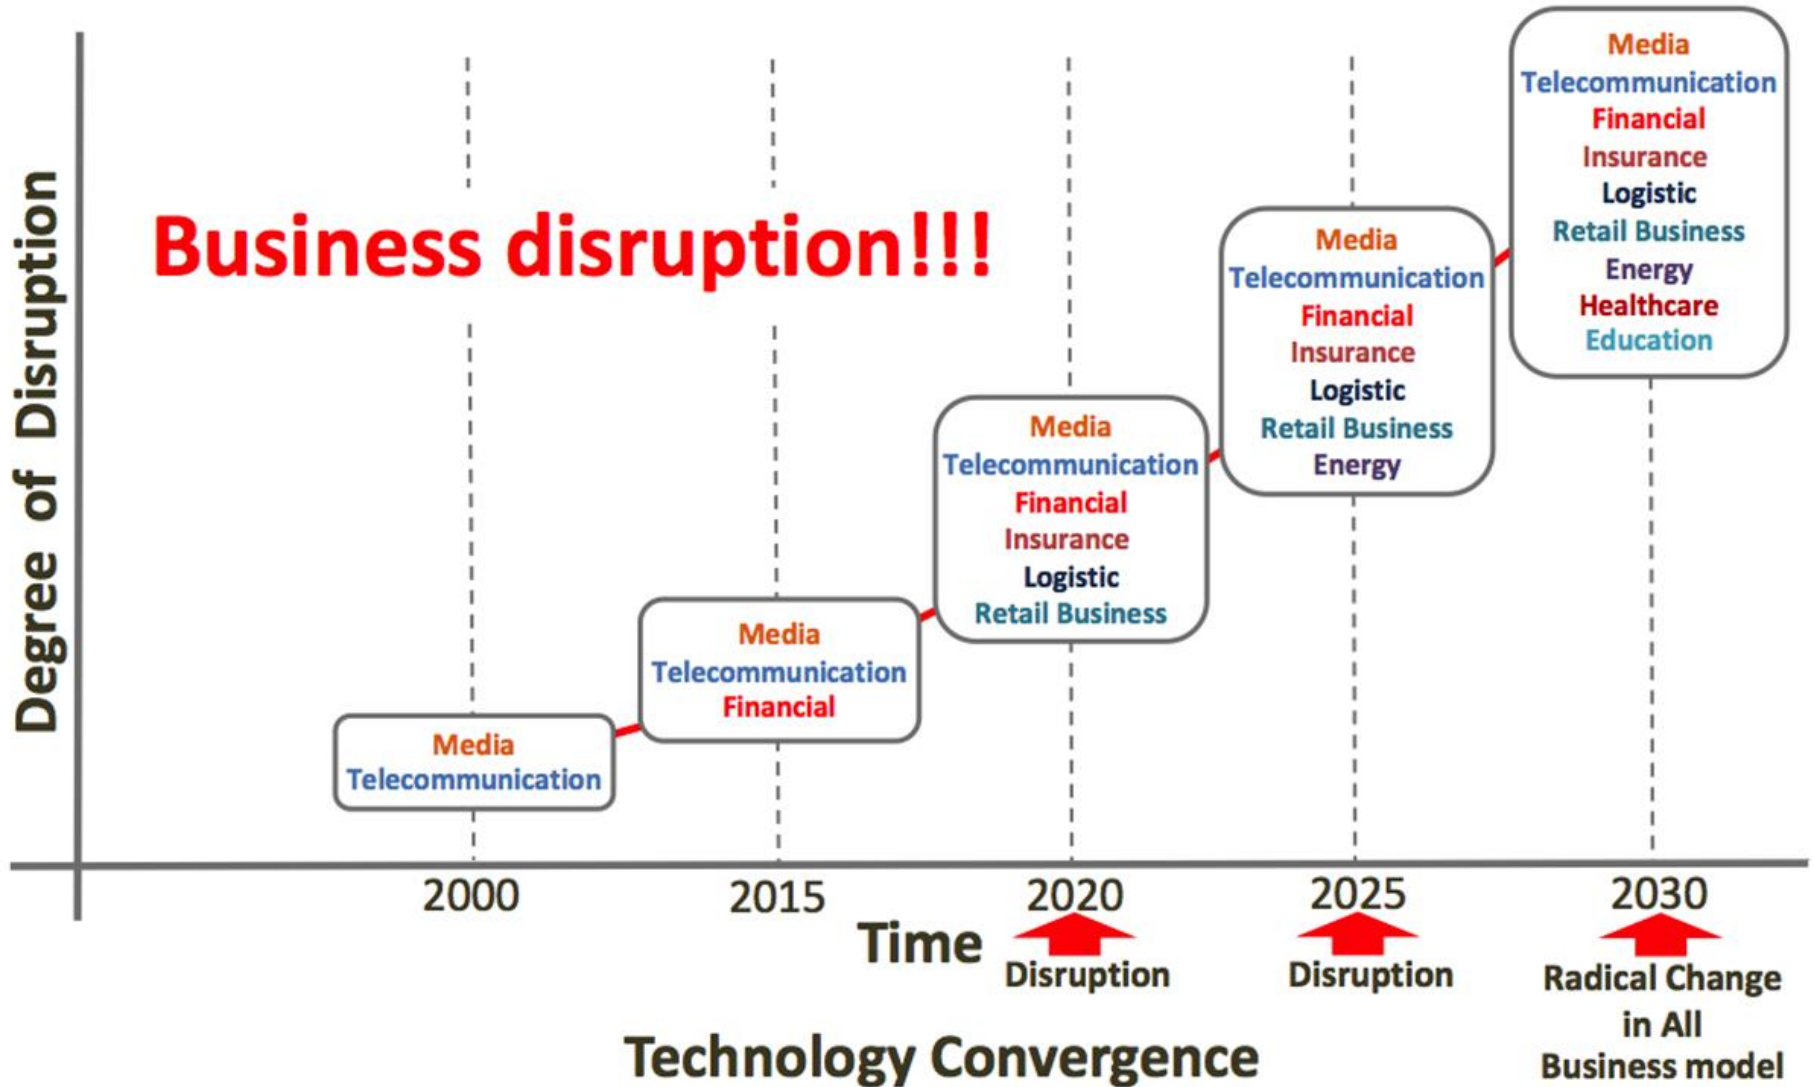 Degree of Disruption
Business disruption!!!
Media
Telecommunication
Media
Telecommunication
Financial
Media
Telecommunication
Financial
Insurance
Logistic
Retail Business
Media
Telecommunication
Financial
Insurance
Logistic
Retail Business
Energy
Media
Telecommunication
Financial
Insurance
Logistic
Retail Business
Energy
Healthcare
Education
2000
2015
2020
2025
2030
Time
Disruption
Disruption
Radical Change
in All
Business model
Technology Convergence